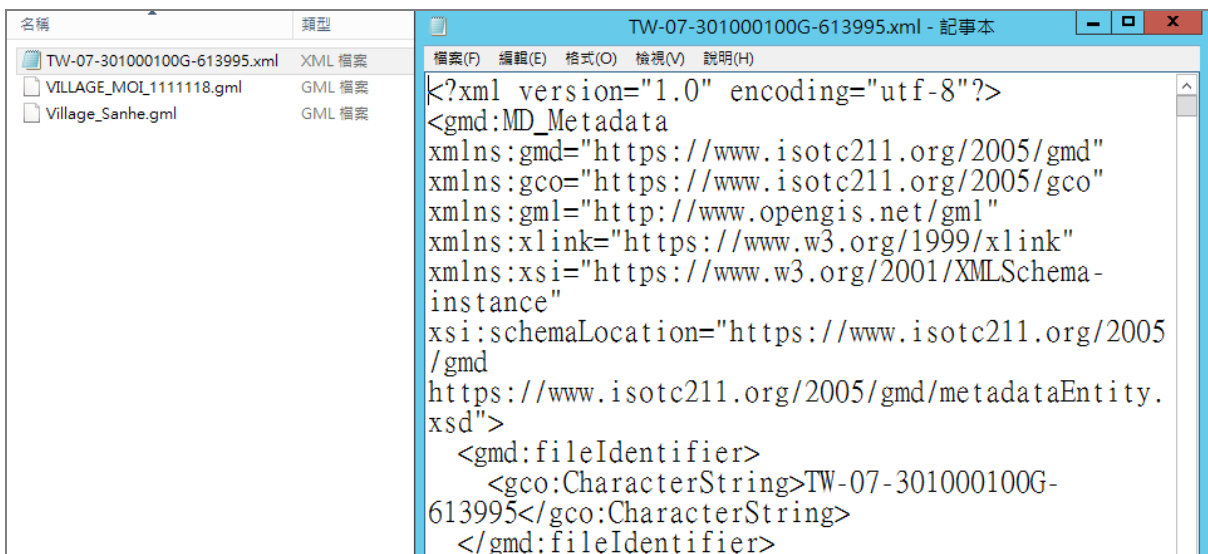 名稱 類型
TW-07-301000100G-613995.xml XML 檔案
VILLAGE_MOI_1111118.gml GML 檔案
Village_Sanhe.gml GML 檔案
TW-07-301000100G-613995.xml - 記事本
檔案(F) 編輯(E) 格式(O) 檢視(V) 說明(H)
<?xml version="1.0" encoding="utf-8"?>
<gmd:MD_Metadata
xmlns:gmd="https://www.isotc211.org/2005/gmd"
xmlns:gco="https://www.isotc211.org/2005/gco"
xmlns:gml="http://www.opengis.net/gml"
xmlns:xlink="https://www.w3.org/1999/xlink"
xmlns:xsi="https://www.w3.org/2001/XMLSchema-
instance"
xsi:schemaLocation="https://www.isotc211.org/2005
/gmd
https://www.isotc211.org/2005/gmd/metadataEntity.
xsd">
  <gmd:fileIdentifier>
    <gco:CharacterString>TW-07-301000100G-
613995</gco:CharacterString>
  </gmd:fileIdentifier>